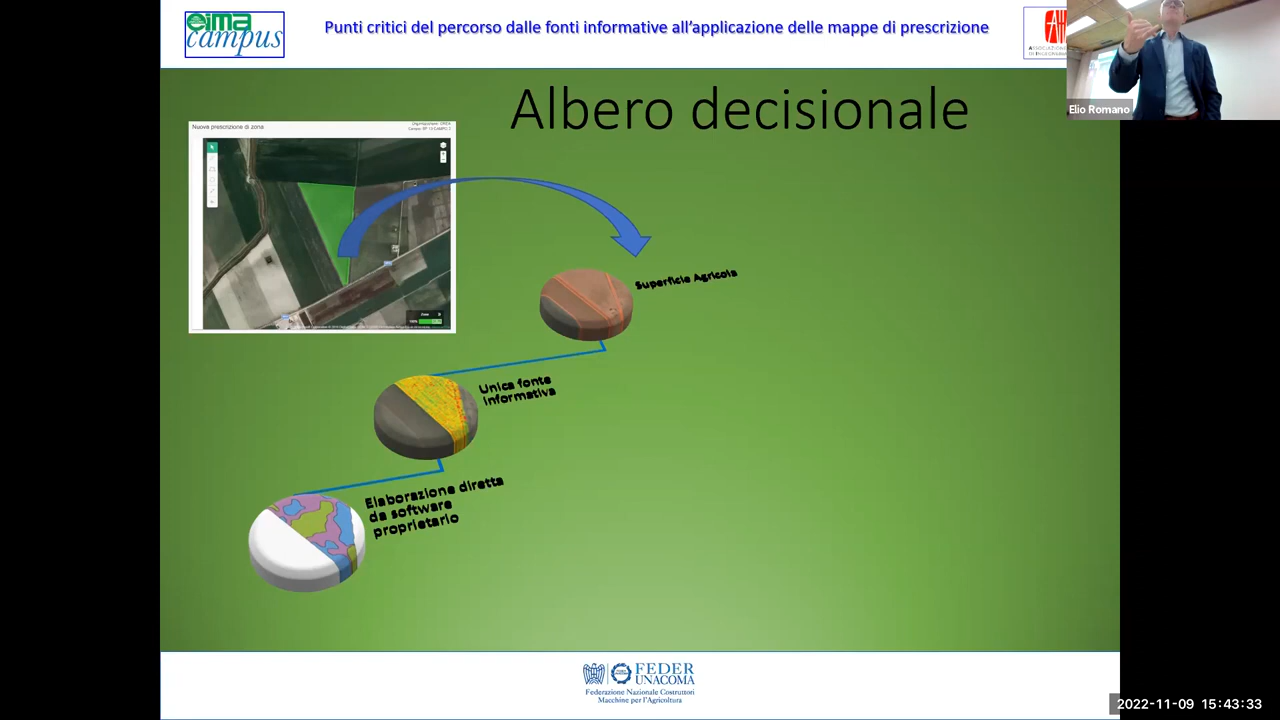 eima
campus
Punti critici del percorso dalle fonti informative all'applicazione delle mappe di prescrizione
Elio Romano
Albero decisionale
Nuova prescrizione di zona
Superficie Agricola
Unica fonte
informativa
Elaborazione diretta
da software
proprietario
FEDER
UNACOMA
Federazione Nazionale Costruttori
Macchine per l'Agricoltura
2022-11-09 15:43:33